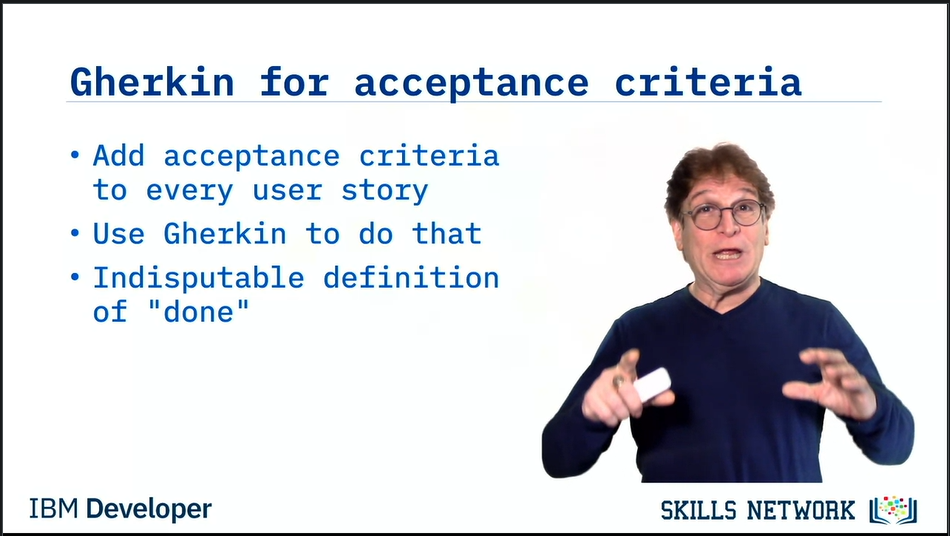 Gherkin for acceptance criteria
• Add acceptance criteria
to every user story
• Use Gherkin to do that
• Indisputable definition
of "done"
IBM Developer
SKILLS NETWORK